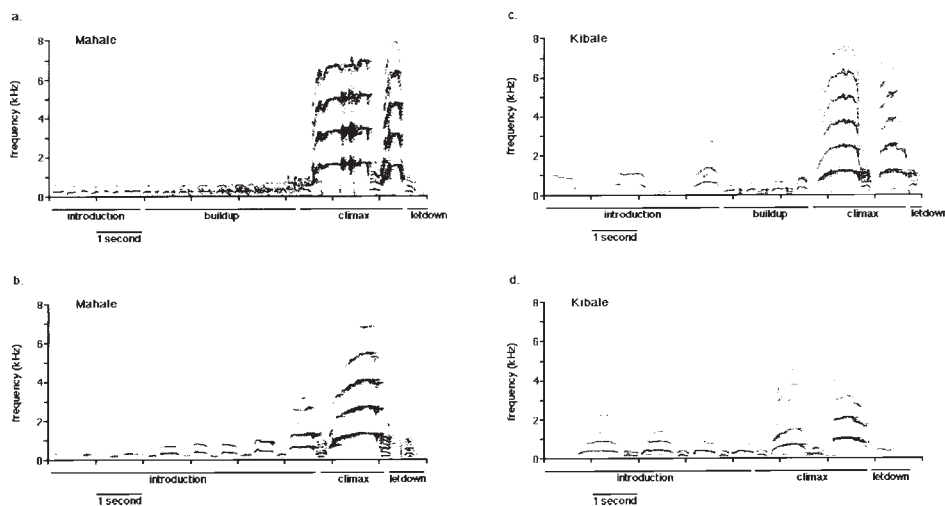 a.
Mahale
frequency (kHz)
8
6
4
2
0
introduction buildup climax letdown
1 second
b.
Mahale
frequency (kHz)
8
6
4
2
0
introduction climax letdown
1 second
c.
Kibale
frequency (kHz)
8
6
4
2
0
introduction buildup climax letdown
1 second
d.
Kibale
frequency (kHz)
8
6
4
2
0
introduction climax letdown
1 second